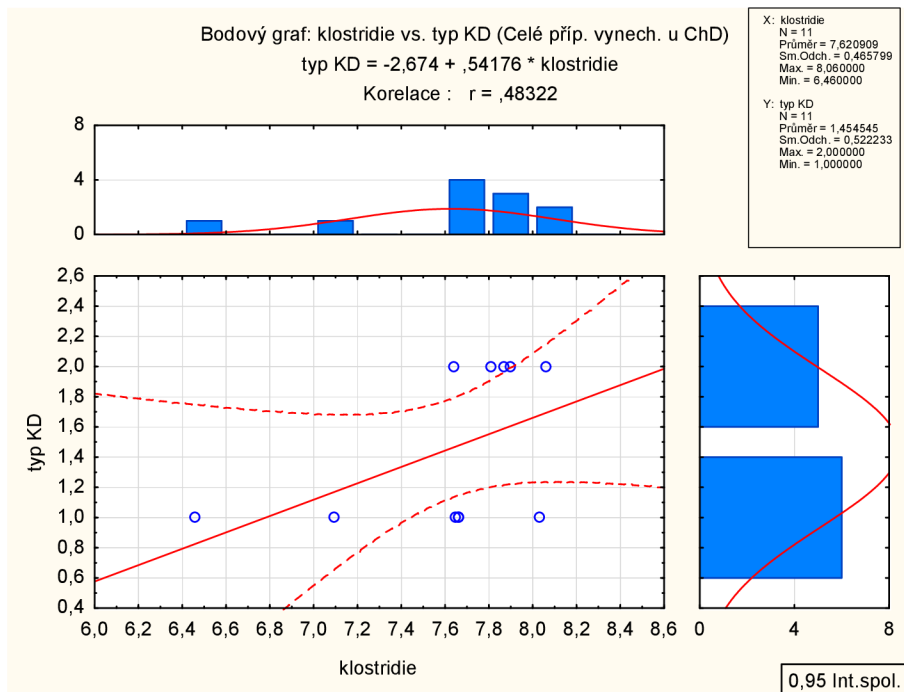 Bodový graf: klostridie vs. typ KD (Celé příp. vynech. u ChD)
typ KD = -2,674 + ,54176 * klostridie
Korelace : r = ,48322
X: klostridie
N = 11
Průměr = 7,620909
Sm.Odch. = 0,465799
Max. = 8,060000
Min. = 6,460000
Y: typ KD
N = 11
Průměr = 1,454545
Sm.Odch. = 0,522233
Max. = 2,000000
Min. = 1,000000
8
4
0
2,6
2,4
2,2
2,0
1,8
1,6
1,4
1,2
1,0
0,8
0,6
0,4
typ KD
6,0 6,2 6,4 6,6 6,8 7,0 7,2 7,4 7,6 7,8 8,0 8,2 8,4 8,6
klostridie
0 4 8
0,95 Int.spol.